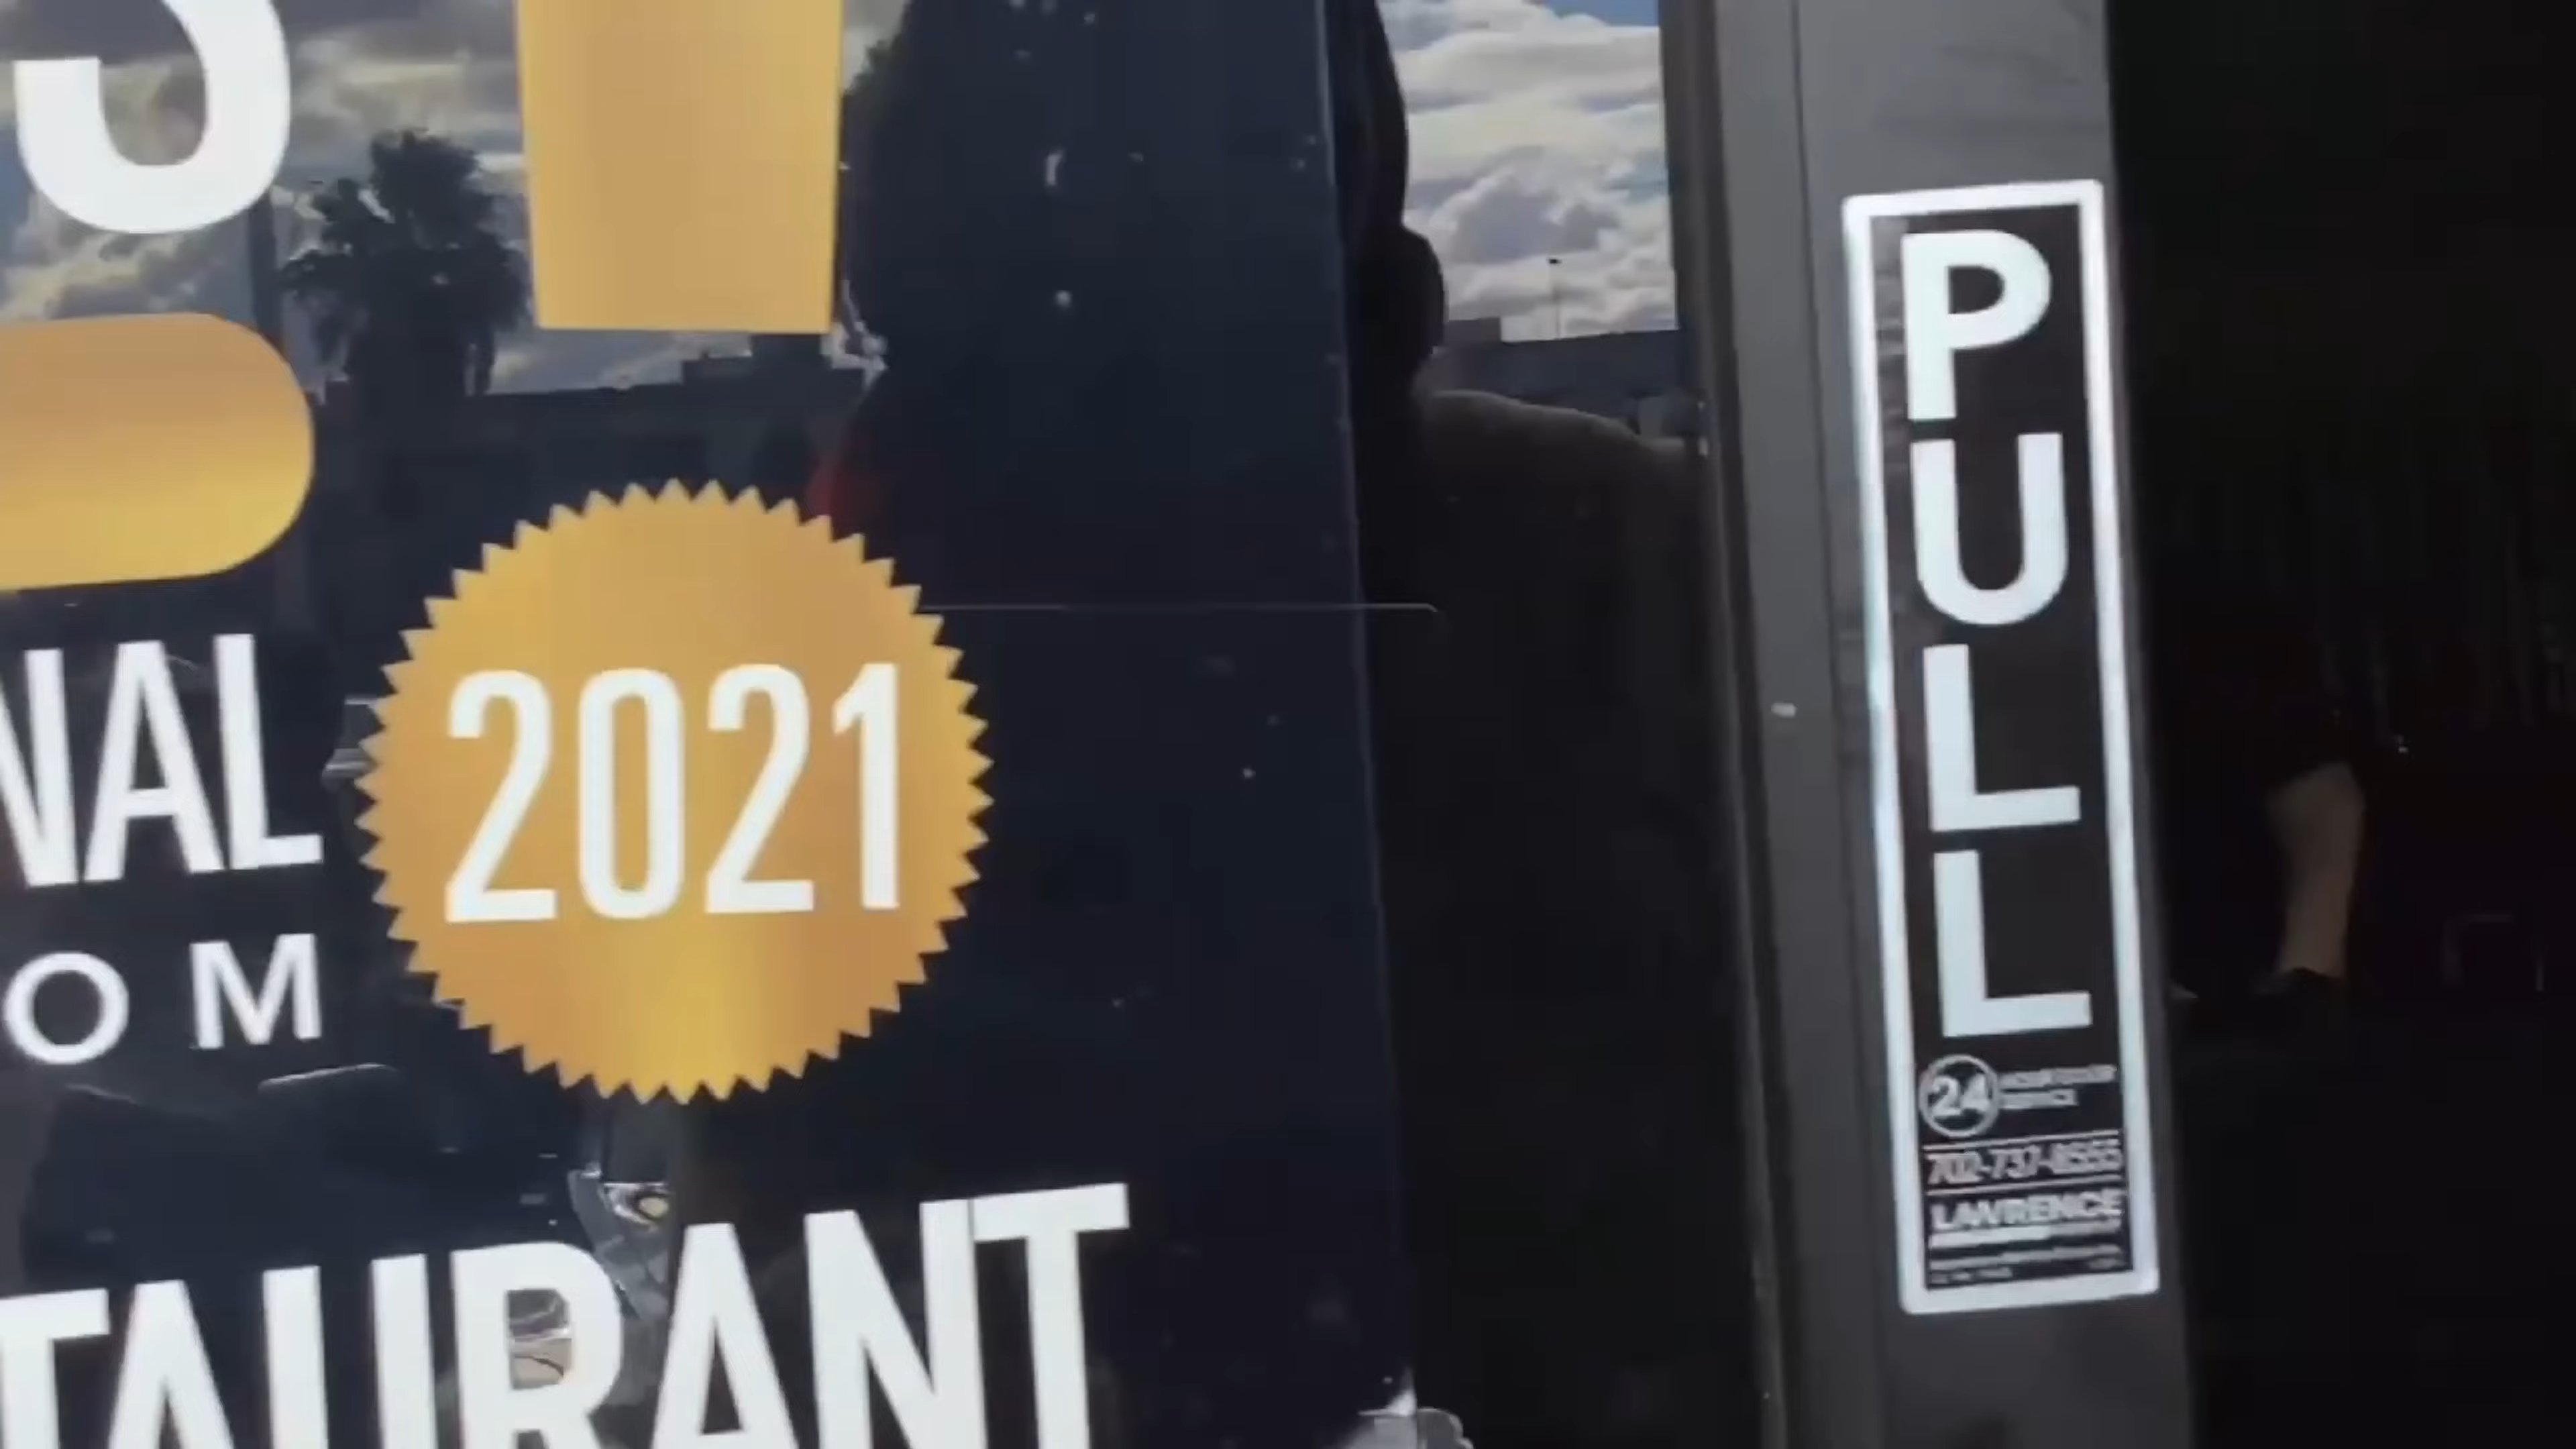 S!
NAL
OM
2021
TAURANT
PULL
24
702-737-8555
LAWRENCE